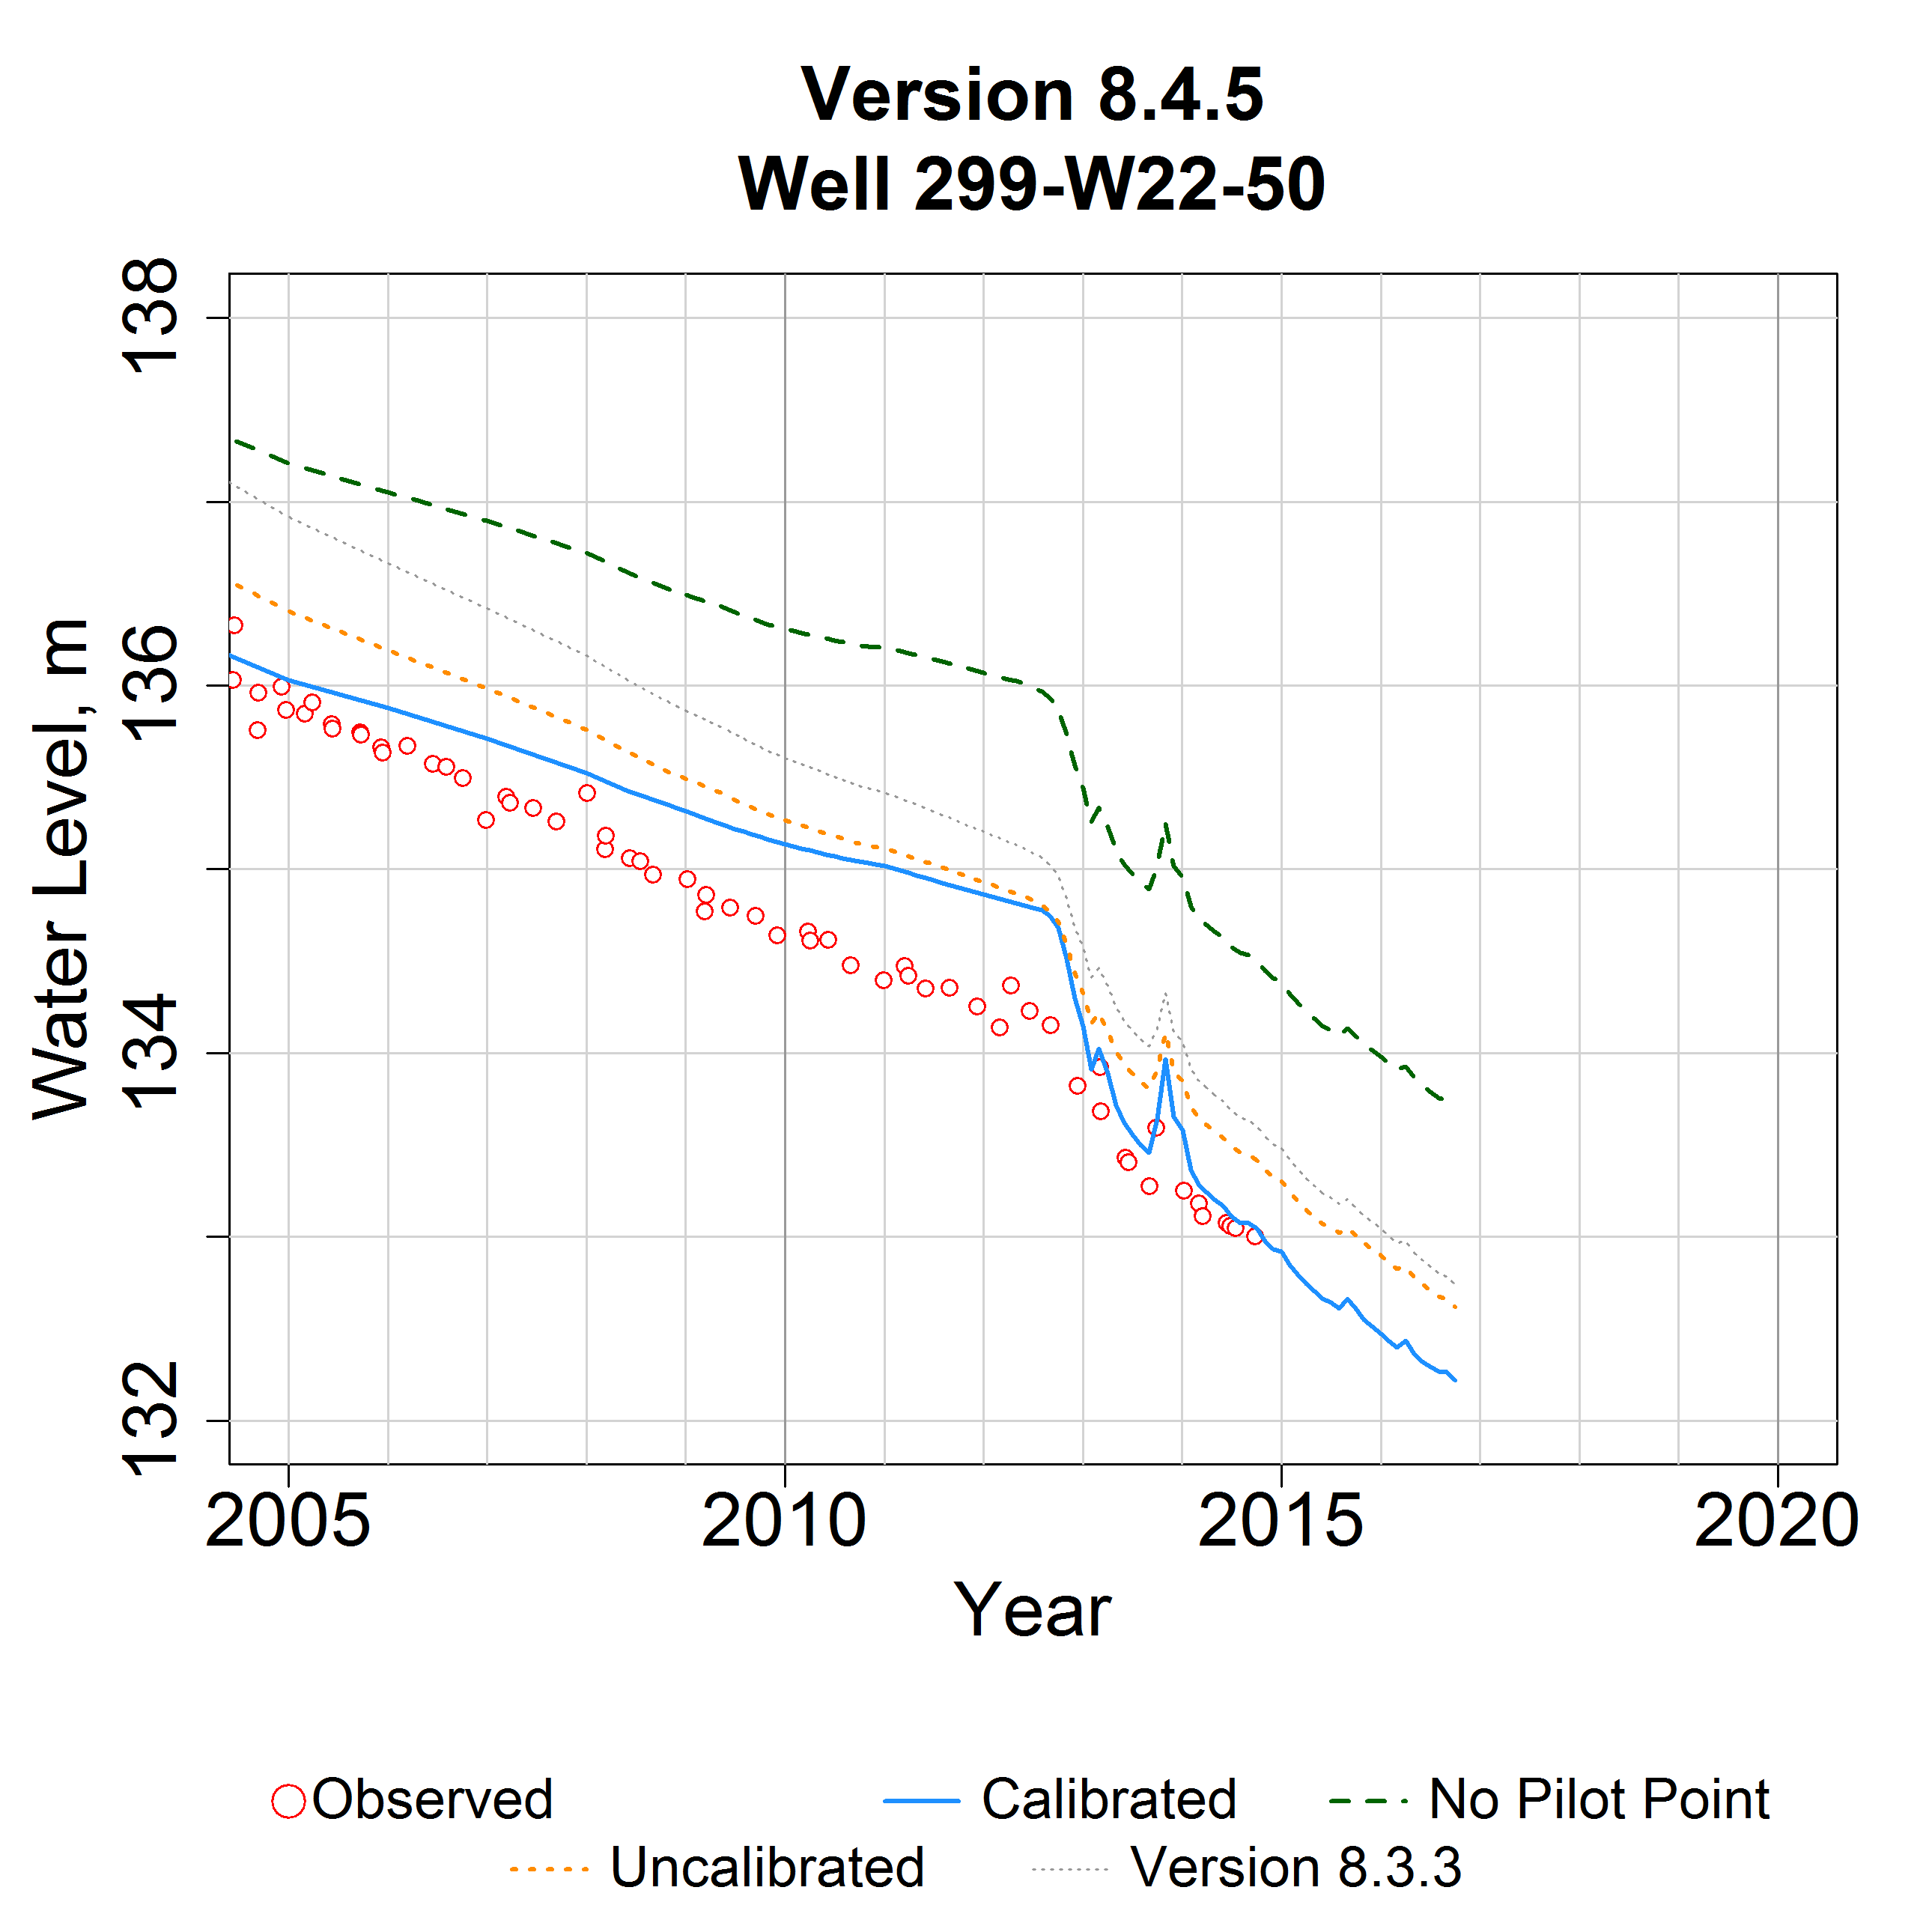 Version 8.4.5
Well 299-W22-50
Water Level, m
138
136
134
132
2005 2010 2015 2020
Year
Observed Calibrated No Pilot Point
Uncalibrated Version 8.3.3